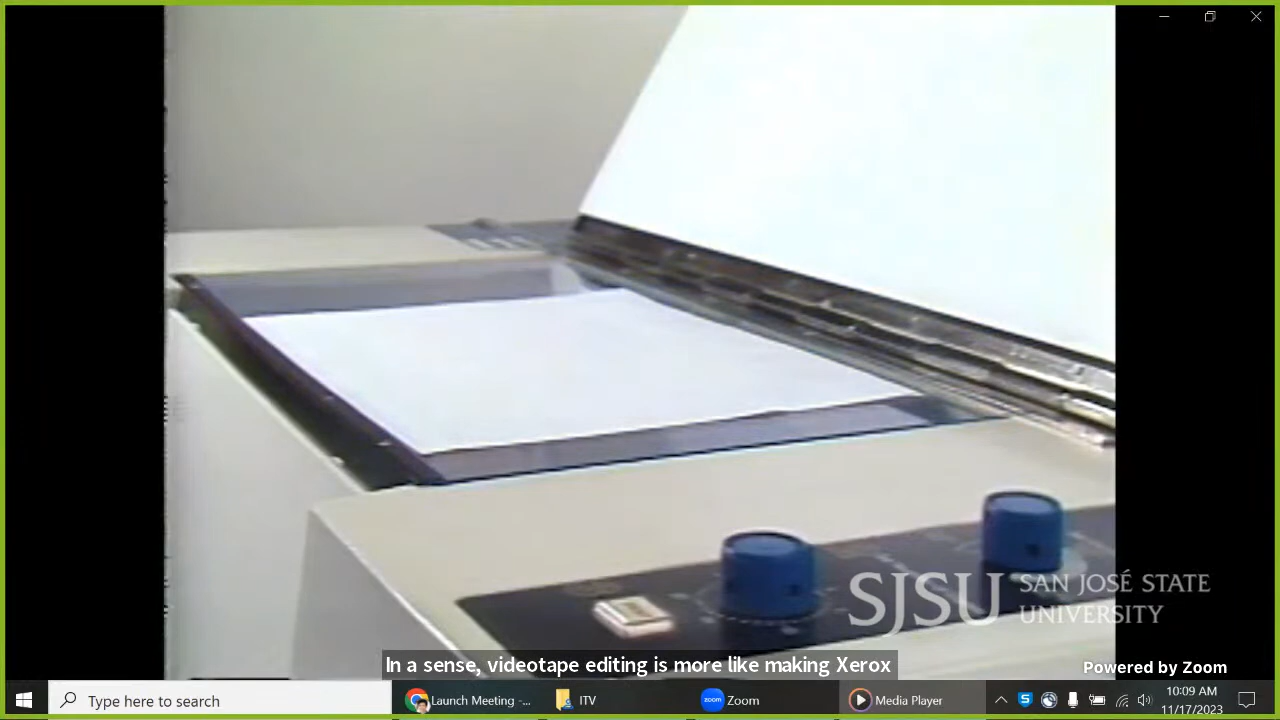 SJSU SAN JOSÉ STATE
UNIVERSITY
In a sense, videotape editing is more like making Xerox
Powered by Zoom
Type here to search
Launch Meeting -...
ITV
zoom
Zoom
Media Player
S
10:09 AM
11/17/2023